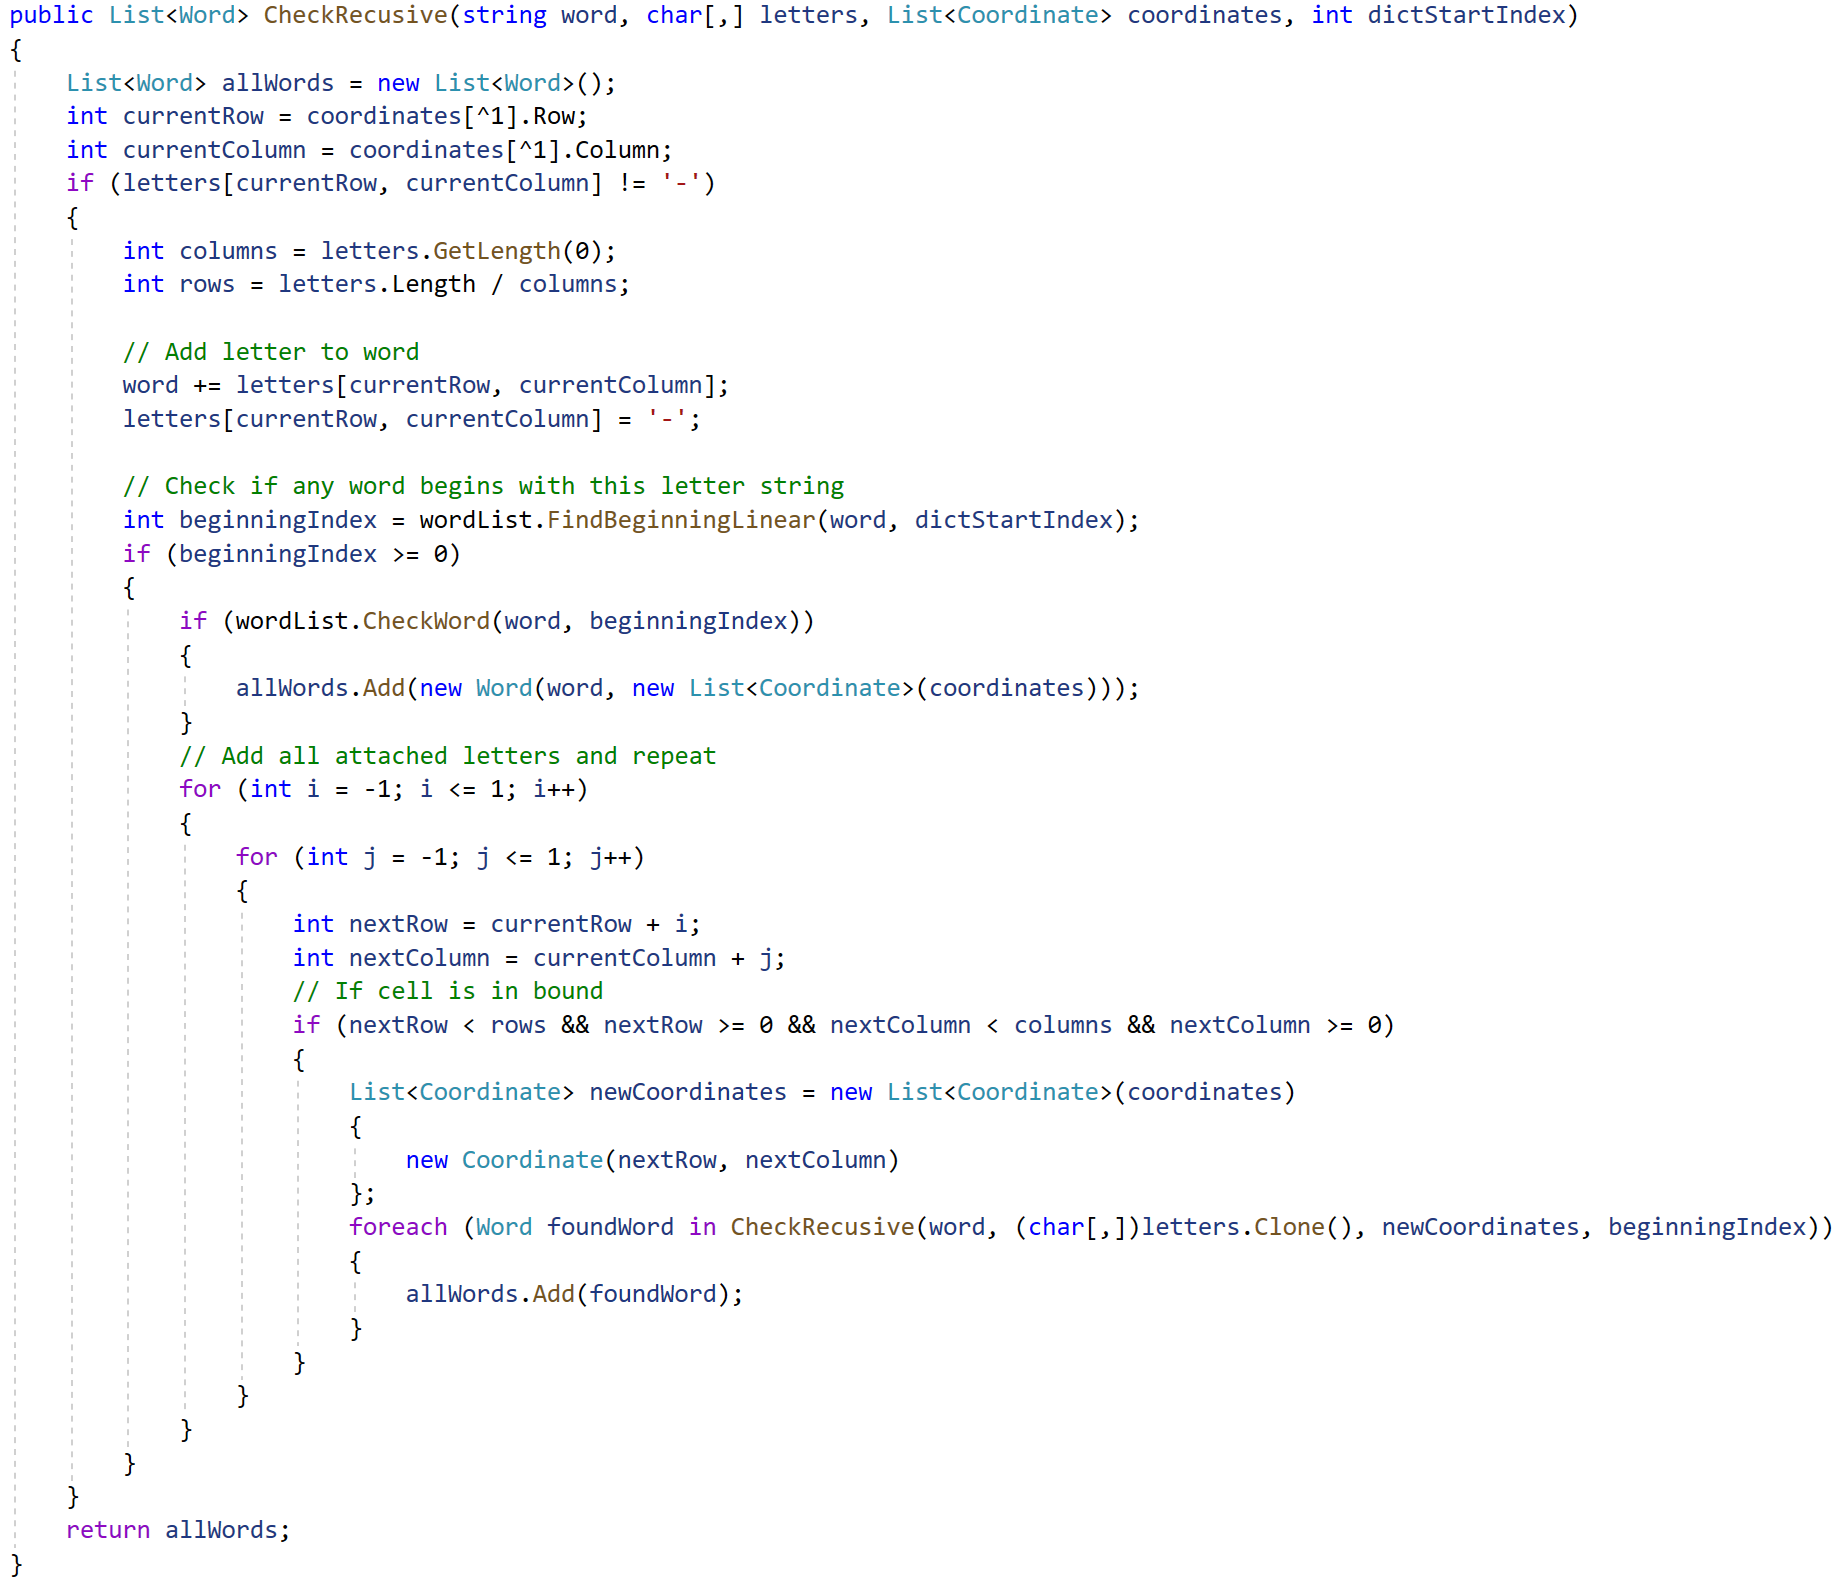 public List<Word> CheckRecusive(string word, char[,] letters, List<Coordinate> coordinates, int dictStartIndex)
{
    List<Word> allWords = new List<Word>();
    int currentRow = coordinates[^1].Row;
    int currentColumn = coordinates[^1].Column;
    if (letters[currentRow, currentColumn] != '-')
    {
        int columns = letters.GetLength(0);
        int rows = letters.Length / columns;

        // Add letter to word
        word += letters[currentRow, currentColumn];
        letters[currentRow, currentColumn] = '-';

        // Check if any word begins with this letter string
        int beginningIndex = wordList.FindBeginningLinear(word, dictStartIndex);
        if (beginningIndex >= 0)
        {
            if (wordList.CheckWord(word, beginningIndex))
            {
                allWords.Add(new Word(word, new List<Coordinate>(coordinates)));
            }
            // Add all attached letters and repeat
            for (int i = -1; i <= 1; i++)
            {
                for (int j = -1; j <= 1; j++)
                {
                    int nextRow = currentRow + i;
                    int nextColumn = currentColumn + j;
                    // If cell is in bound
                    if (nextRow < rows && nextRow >= 0 && nextColumn < columns && nextColumn >= 0)
                    {
                        List<Coordinate> newCoordinates = new List<Coordinate>(coordinates)
                        {
                            new Coordinate(nextRow, nextColumn)
                        };
                        foreach (Word foundWord in CheckRecusive(word, (char[,])letters.Clone(), newCoordinates, beginningIndex))
                        {
                            allWords.Add(foundWord);
                        }
                    }
                }
            }
        }
    }
    return allWords;
}